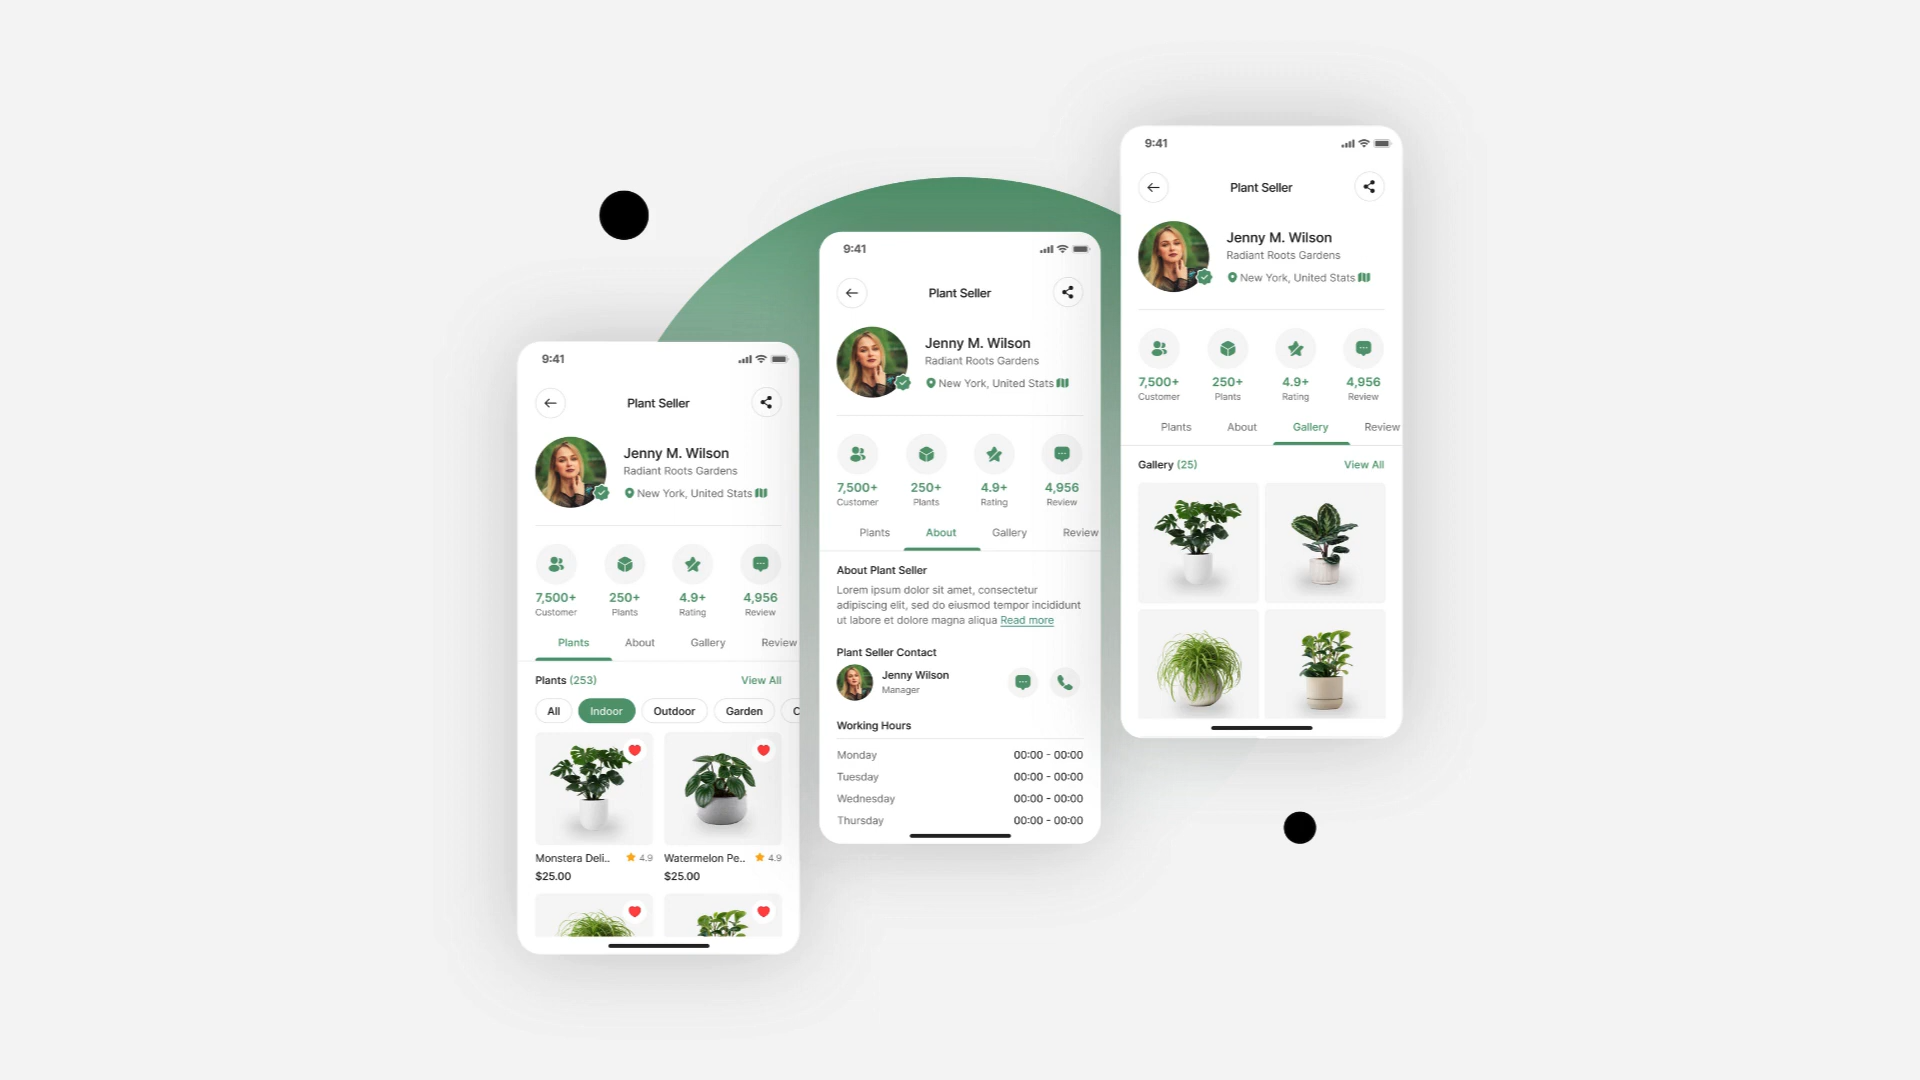 9:41
Plant Seller
Jenny M. Wilson
Radiant Roots Gardens
New York, United Stats
7,500+ 250+ 4.9+ 4,956
Customer Plants Rating Review
Plants About Gallery Review
Plants (253) View All
All Indoor Outdoor Garden C
Monstera Deli.. 4.9 Watermelon Pe.. 4.9
$25.00 $25.00
9:41
Plant Seller
Jenny M. Wilson
Radiant Roots Gardens
New York, United Stats
7,500+ 250+ 4.9+ 4,956
Customer Plants Rating Review
Plants About Gallery Review
About Plant Seller
Lorem ipsum dolor sit amet, consectetur
adipiscing elit, sed do eiusmod tempor incididunt
ut labore et dolore magna aliqua Read more
Plant Seller Contact
Jenny Wilson
Manager
Working Hours
Monday 00:00 - 00:00
Tuesday 00:00 - 00:00
Wednesday 00:00 - 00:00
Thursday 00:00 - 00:00
9:41
Plant Seller
Jenny M. Wilson
Radiant Roots Gardens
New York, United Stats
7,500+ 250+ 4.9+ 4,956
Customer Plants Rating Review
Plants About Gallery Review
Gallery (25) View All